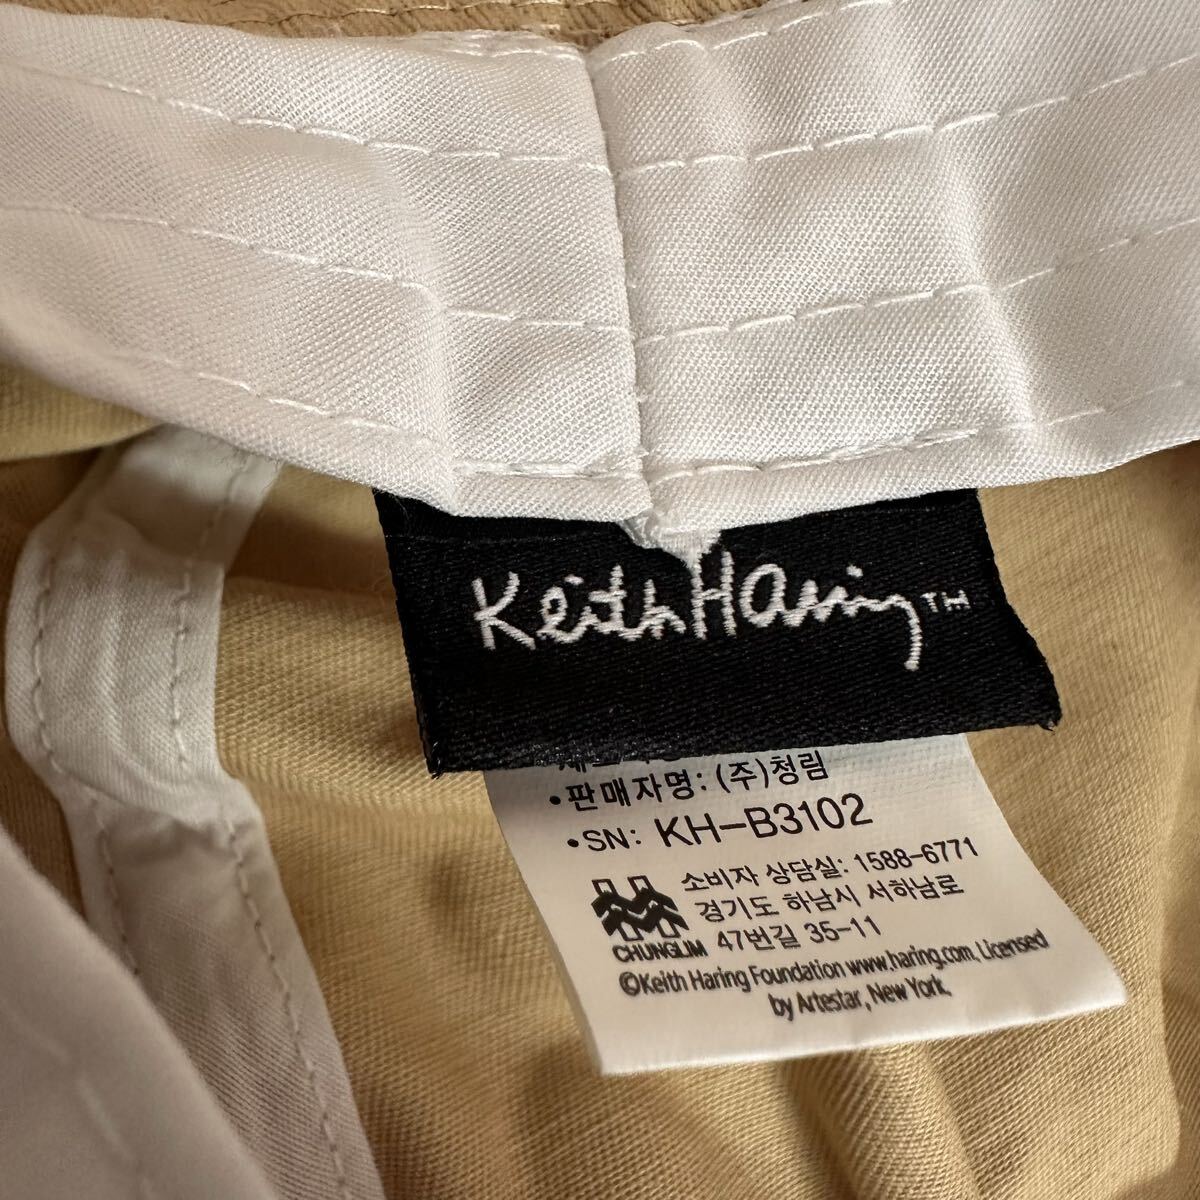 Keith Haring™
•판매자명: (주)청림
•SN: KH-B3102
소비자 상담실: 1588-6771
경기도 하남시 서하남로
47번길 35-11
CHUNGLIM
©Keith Haring Foundation www.haring.com, Licensed
by Artestar, New York,